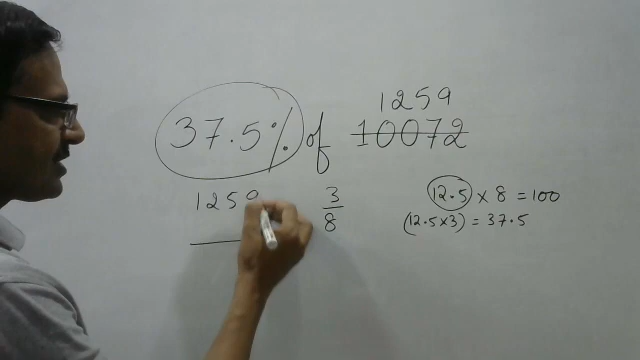 1259
37.5% of 10072
1259
3
8
12.5 × 8 = 100
(12.5×3) = 37.5